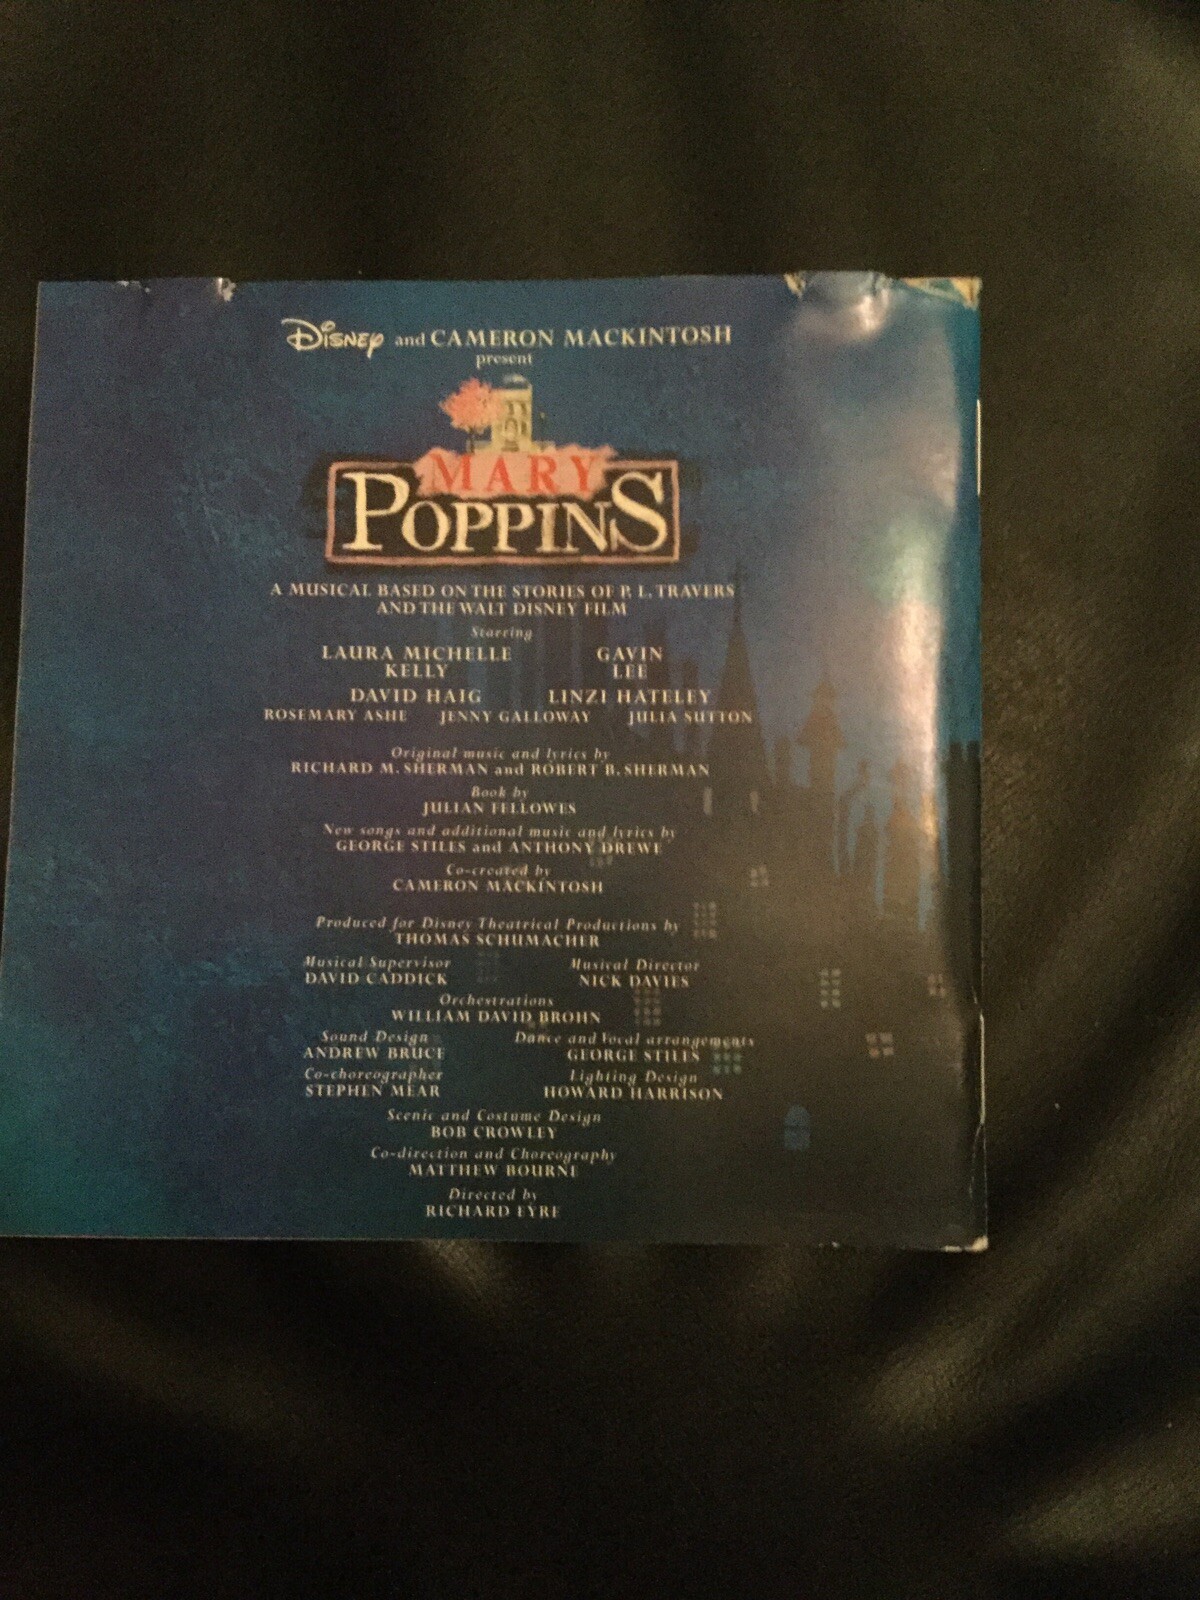 Disney and CAMERON MACKINTOSH
present
MARY
POPPINS
A MUSICAL BASED ON THE STORIES OF P. L. TRAVERS
AND THE WALT DISNEY FILM
Starring
LAURA MICHELLE GAVIN
KELLY LEE
DAVID HAIG LINZI HATELEY
ROSEMARY ASHE JENNY GALLOWAY JULIA SUTTON
Original music and lyrics by
RICHARD M. SHERMAN and ROBERT B. SHERMAN
Book by
JULIAN FELLOWES
New songs and additional music and lyrics by
GEORGE STILES and ANTHONY DREWE
Co-created by
CAMERON MACKINTOSH
Produced for Disney Theatrical Productions by
THOMAS SCHUMACHER
Musical Supervisor Musical Director
DAVID CADDICK NICK DAVIES
Orchestrations
WILLIAM DAVID BROHN
Sound Design Dance and Vocal arrangements
ANDREW BRUCE GEORGE STILES
Co-choreographer Lighting Design
STEPHEN MEAR HOWARD HARRISON
Scenic and Costume Design
BOB CROWLEY
Co-direction and Choreography
MATTHEW BOURNE
Directed by
RICHARD EYRE